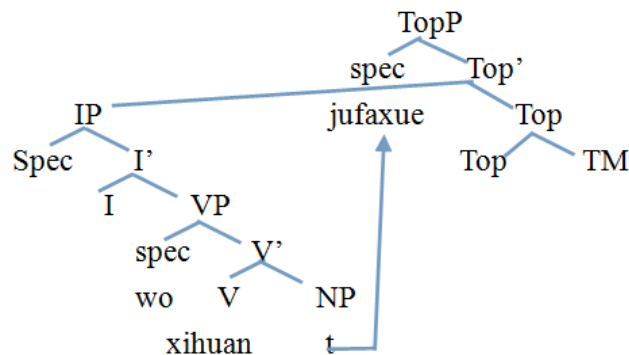 TopP
spec Top’
IP jufaxue Top
Spec I’ Top TM
I VP
spec V’
wo V NP
xihuan t